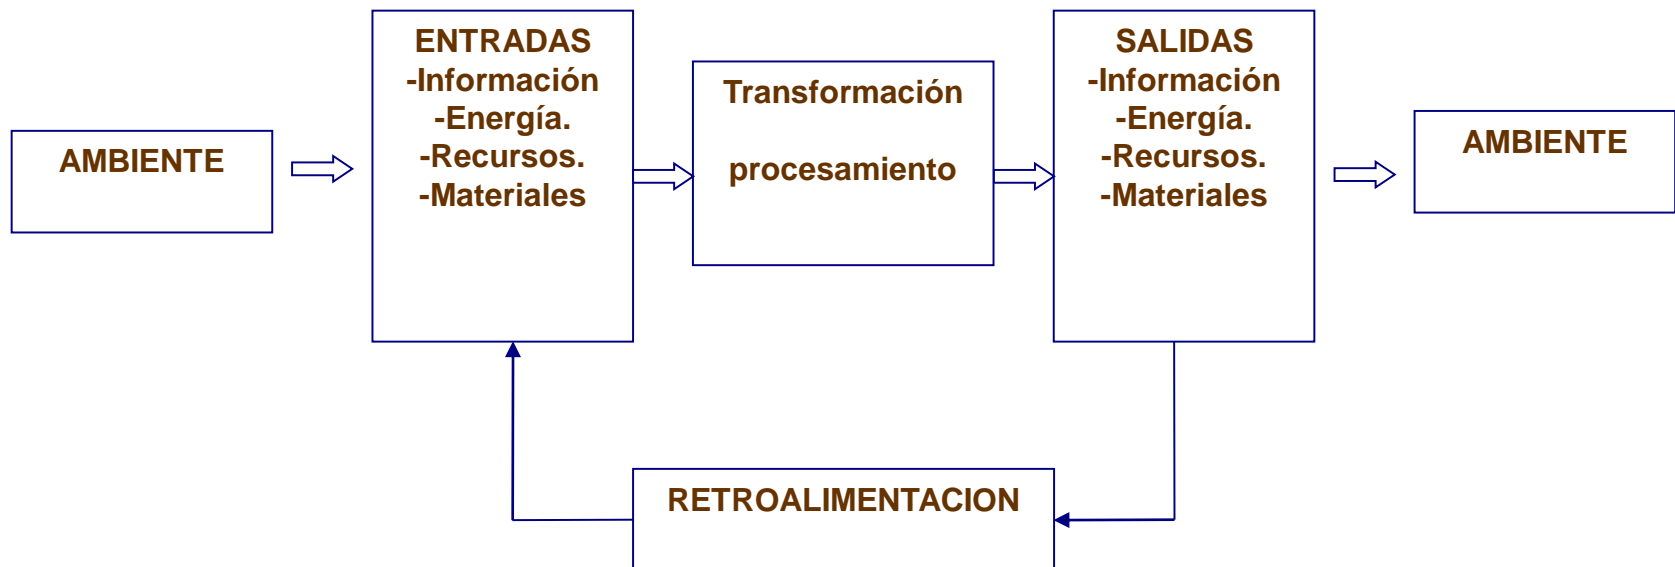 AMBIENTE
ENTRADAS
-Información
-Energía.
-Recursos.
-Materiales
Transformación
procesamiento
SALIDAS
-Información
-Energía.
-Recursos.
-Materiales
AMBIENTE
RETROALIMENTACION